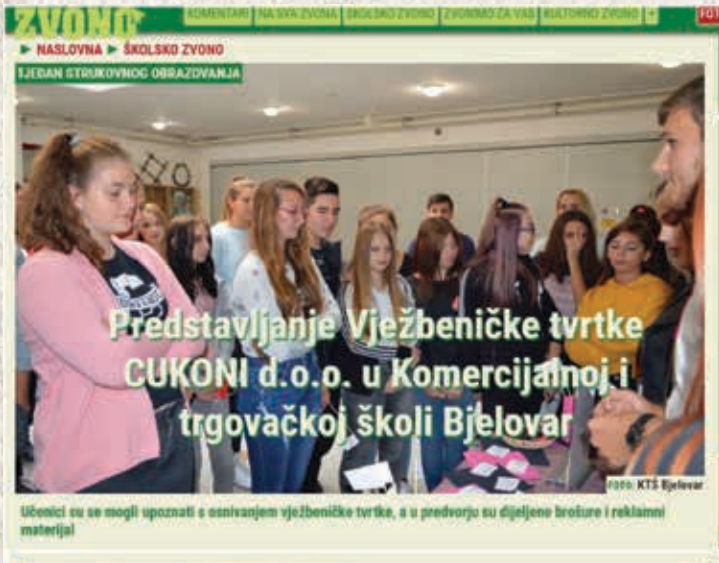 ZVONO
KOMENTARI | NA SVA ZVONA | ŠKOLSKO ZVONO | ZVONIMO ZA VAS | KULTURNO ZVONO | +
FOT
► NASLOVNA ► ŠKOLSKO ZVONO
TJEDAN STRUKOVNOG OBRAZOVANJA
Predstavljanje Vježbeničke tvrtke
CUKONI d.o.o. u Komercijalnoj i
trgovačkoj školi Bjelovar
FOTO: KTŠ Bjelovar
Učenici su se mogli upoznati s osnivanjem vježbeničke tvrtke, a u predvorju su dijeljene brošure i reklamni
materijal